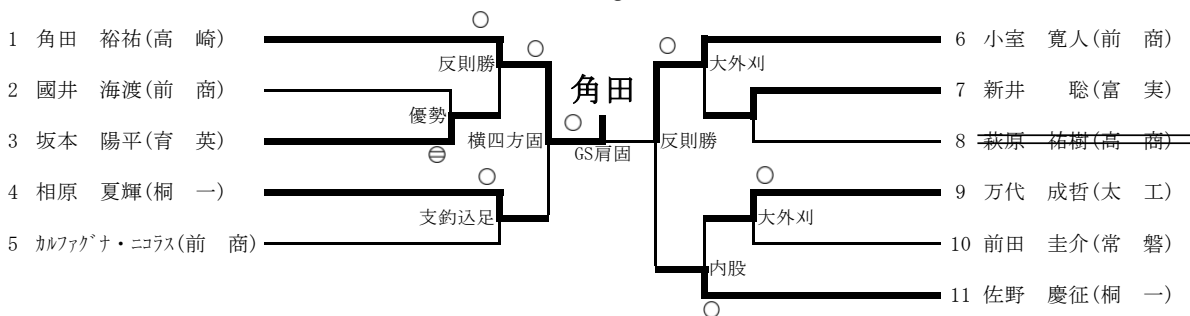 1 角田 裕祐(高 崎)
2 國井 海渡(前 商)
3 坂本 陽平(育 英)
4 相原 夏輝(桐 一)
5 ｶﾙﾌｧｸﾞﾅ・ﾆｺﾗｽ(前 商)
反則勝
優勢
横四方固
支釣込足
角田
GS肩固
反則勝
大外刈
大外刈
内股
6 小室 寛人(前 商)
7 新井 聡(富 実)
8 萩原 祐樹(高 商)
9 万代 成哲(太 工)
10 前田 圭介(常 磐)
11 佐野 慶征(桐 一)